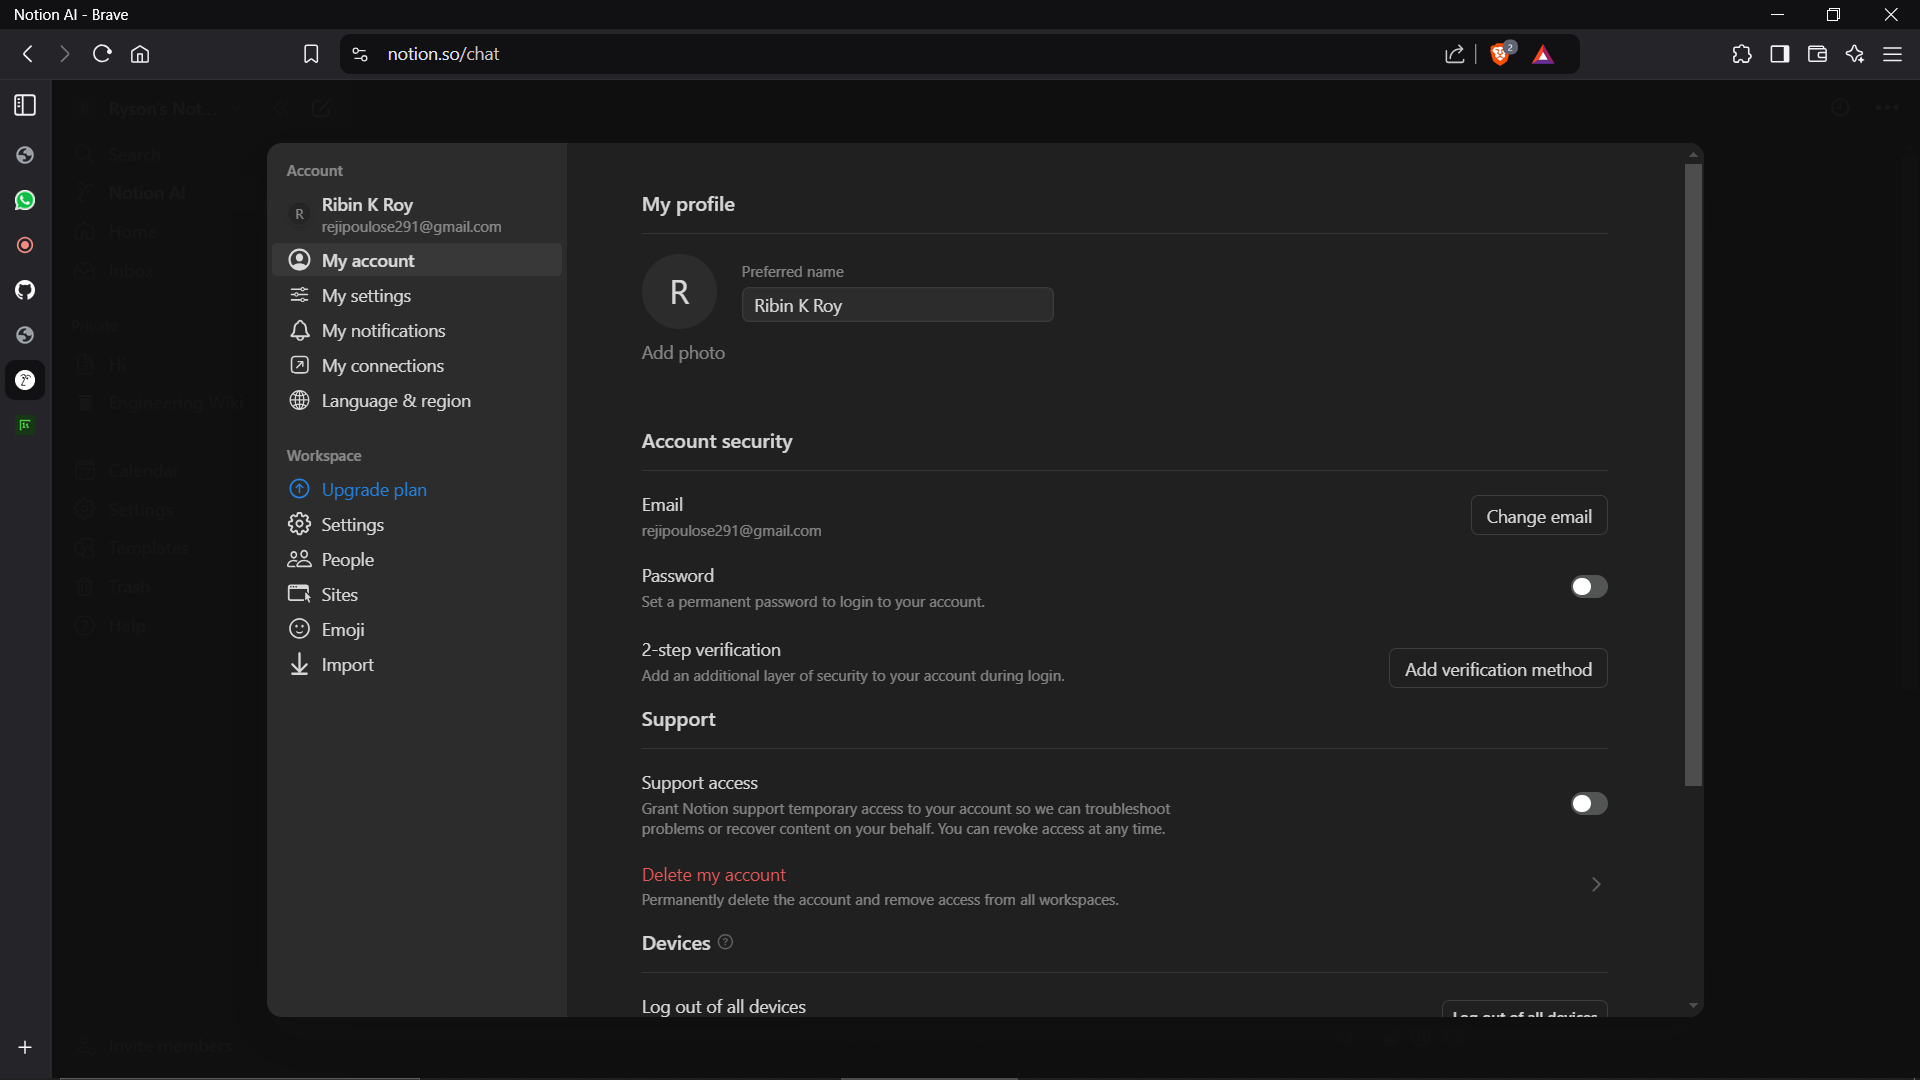 Notion AI - Brave
notion.so/chat
2
Ryson's Not...
Search
Notion AI
Home
Inbox
Private
Hi
Engineering Wiki
Calendar
Settings
Templates
Trash
Help
Invite members
Account
R
Ribin K Roy
rejipoulose291@gmail.com
My account
My settings
My notifications
My connections
Language & region
Workspace
Upgrade plan
Settings
People
Sites
Emoji
Import
My profile
R
Preferred name
Ribin K Roy
Add photo
Account security
Email
rejipoulose291@gmail.com
Change email
Password
Set a permanent password to login to your account.
2-step verification
Add an additional layer of security to your account during login.
Add verification method
Support
Support access
Grant Notion support temporary access to your account so we can troubleshoot
problems or recover content on your behalf. You can revoke access at any time.
Delete my account
Permanently delete the account and remove access from all workspaces.
Devices
Log out of all devices
Log out of all devices